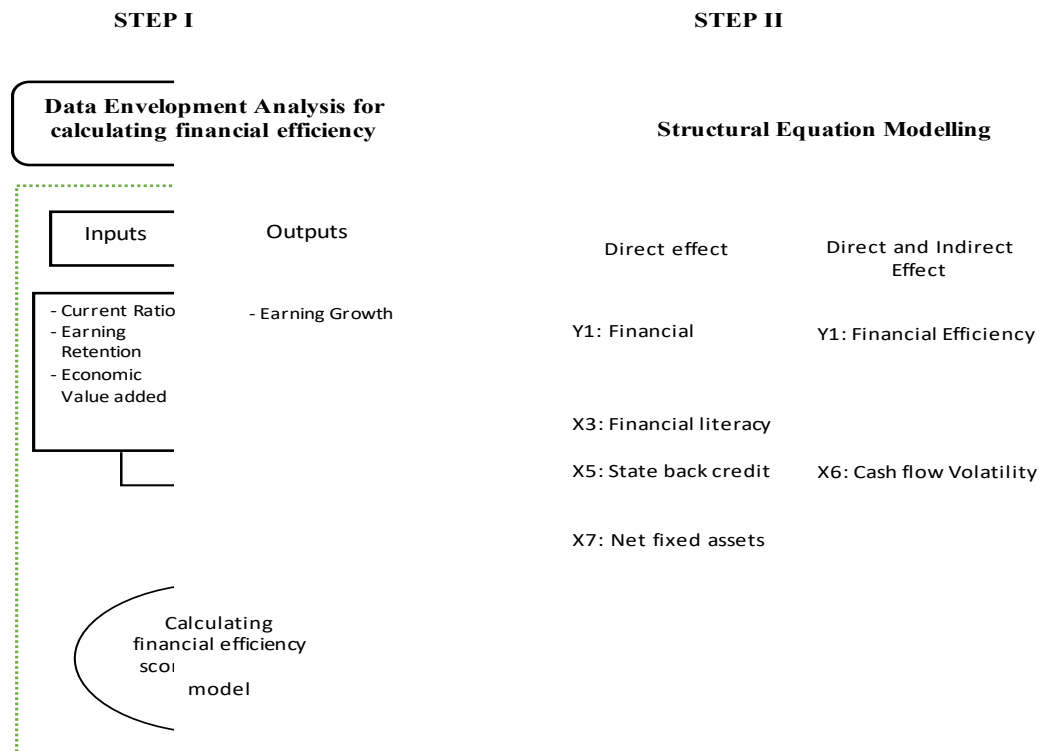 STEP I
STEP II
Data Envelopment Analysis for
calculating financial efficiency
Structural Equation Modelling
Inputs
Outputs
Direct effect
Direct and Indirect
Effect
- Current Ratio
- Earning
Retention
- Economic
Value added
- Earning Growth
Y1: Financial
Y1: Financial Efficiency
X3: Financial literacy
X5: State back credit
X6: Cash flow Volatility
X7: Net fixed assets
Calculating
financial efficiency
model